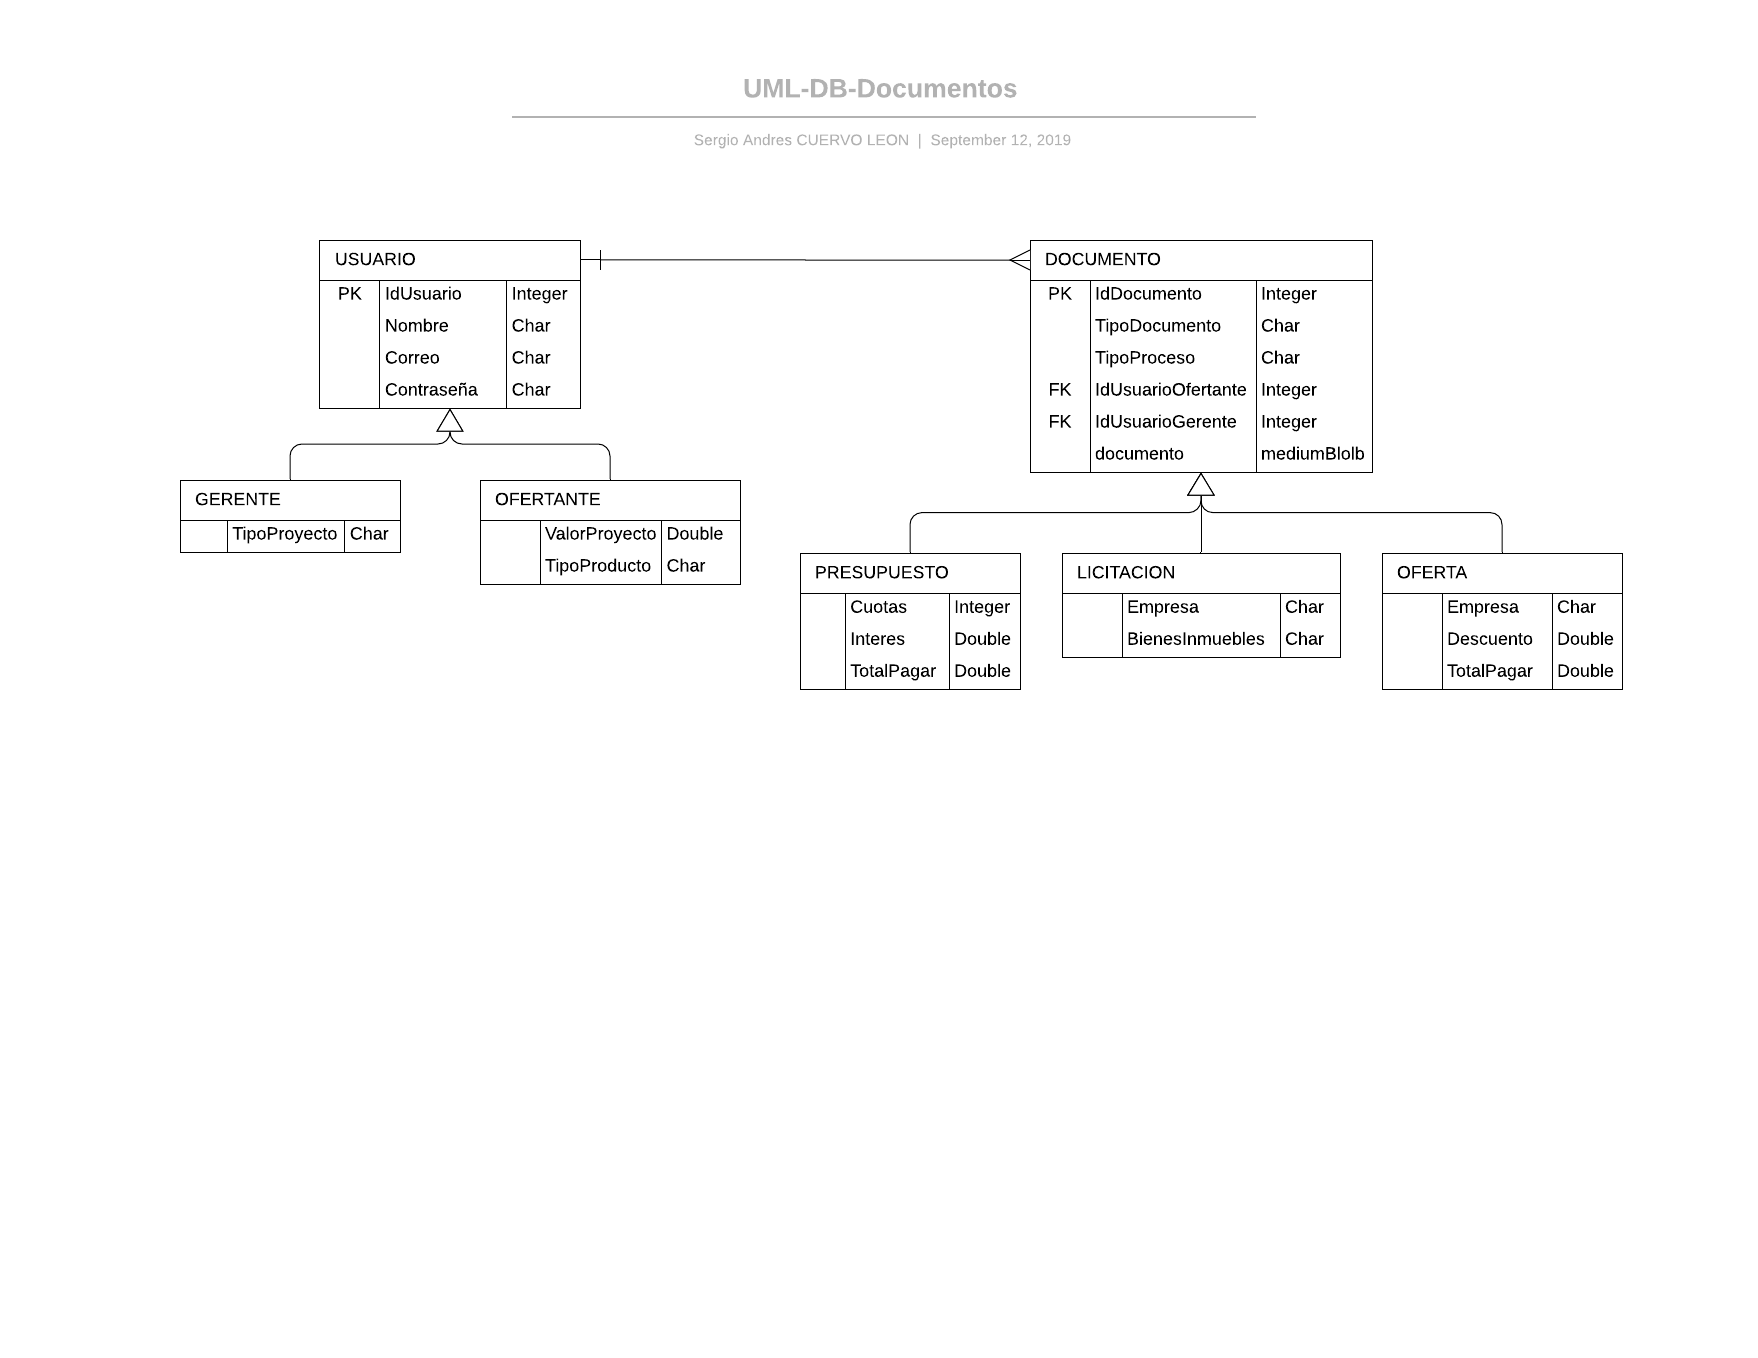 UML-DB-Documentos
Sergio Andres CUERVO LEON | September 12, 2019
USUARIO
PK IdUsuario Integer
Nombre Char
Correo Char
Contraseña Char
DOCUMENTO
PK IdDocumento Integer
TipoDocumento Char
TipoProceso Char
FK IdUsuarioOfertante Integer
FK IdUsuarioGerente Integer
documento mediumBlolb
GERENTE
TipoProyecto Char
OFERTANTE
ValorProyecto Double
TipoProducto Char
PRESUPUESTO
Cuotas Integer
Interes Double
TotalPagar Double
LICITACION
Empresa Char
BienesInmuebles Char
OFERTA
Empresa Char
Descuento Double
TotalPagar Double